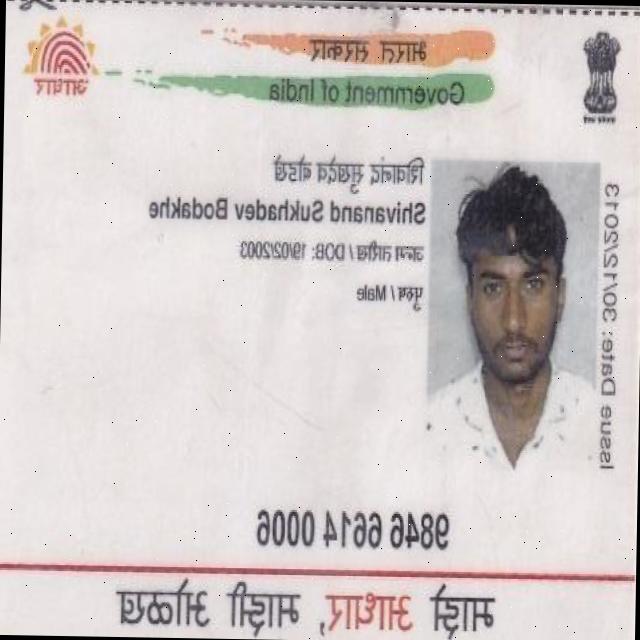 भारत सरकार
Government of India
आधार
शिवानंद सुखदेव बोडखे
Shivanand Sukhadev Bodakhe
जन्म तारीख / DOB: 19/02/2003
पुरुष / Male
Issue Date: 30/12/2013
9846 6614 0006
माझे आधार, माझी ओळख